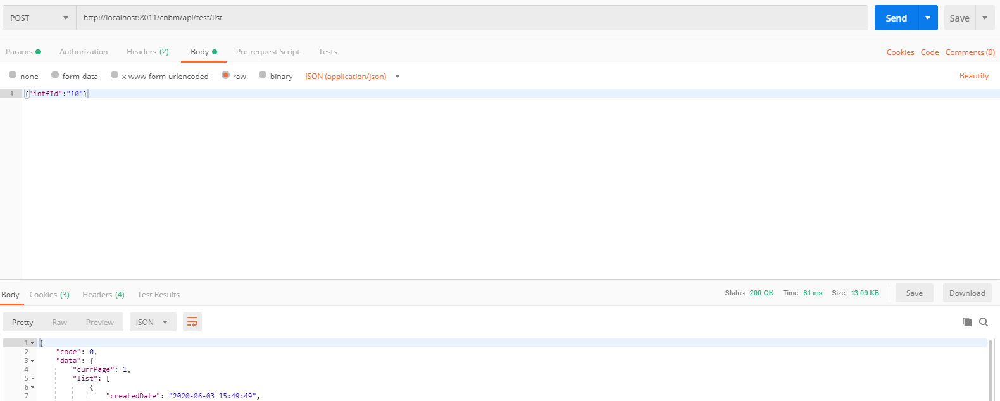 POST http://localhost:8011/cnbm/api/test/list Send Save
Params Authorization Headers (2) Body Pre-request Script Tests Cookies Code Comments (0)
none form-data x-www-form-urlencoded raw binary JSON (application/json) Beautify
1 {"intfId":"10"}
Body Cookies (3) Headers (4) Test Results Status: 200 OK Time: 61 ms Size: 13.09 KB Save Download
Pretty Raw Preview JSON
1 {
2 "code": 0,
3 "data": {
4 "currPage": 1,
5 "list": [
6 {
7 "createdDate": "2020-06-03 15:49:49",